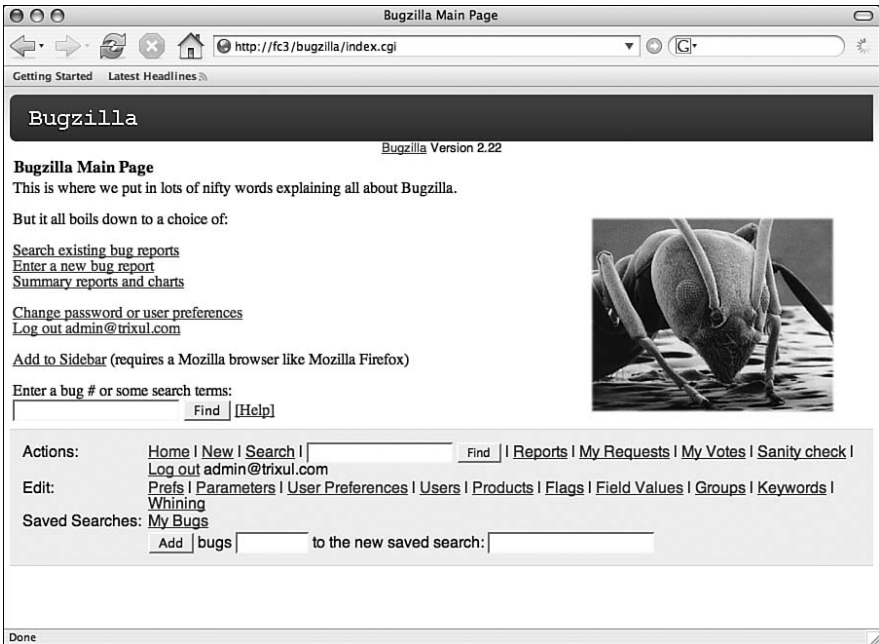 Bugzilla Main Page
http://fc3/bugzilla/index.cgi
G
Getting Started Latest Headlines
Bugzilla
Bugzilla Version 2.22
Bugzilla Main Page
This is where we put in lots of nifty words explaining all about Bugzilla.
But it all boils down to a choice of:
Search existing bug reports
Enter a new bug report
Summary reports and charts
Change password or user preferences
Log out admin@trixul.com
Add to Sidebar (requires a Mozilla browser like Mozilla Firefox)
Enter a bug # or some search terms:
Find [Help]
Actions: Home | New | Search | Find | Reports | My Requests | My Votes | Sanity check |
Log out admin@trixul.com
Edit: Prefs | Parameters | User Preferences | Users | Products | Flags | Field Values | Groups | Keywords |
Whining
Saved Searches: My Bugs
Add bugs to the new saved search:
Done